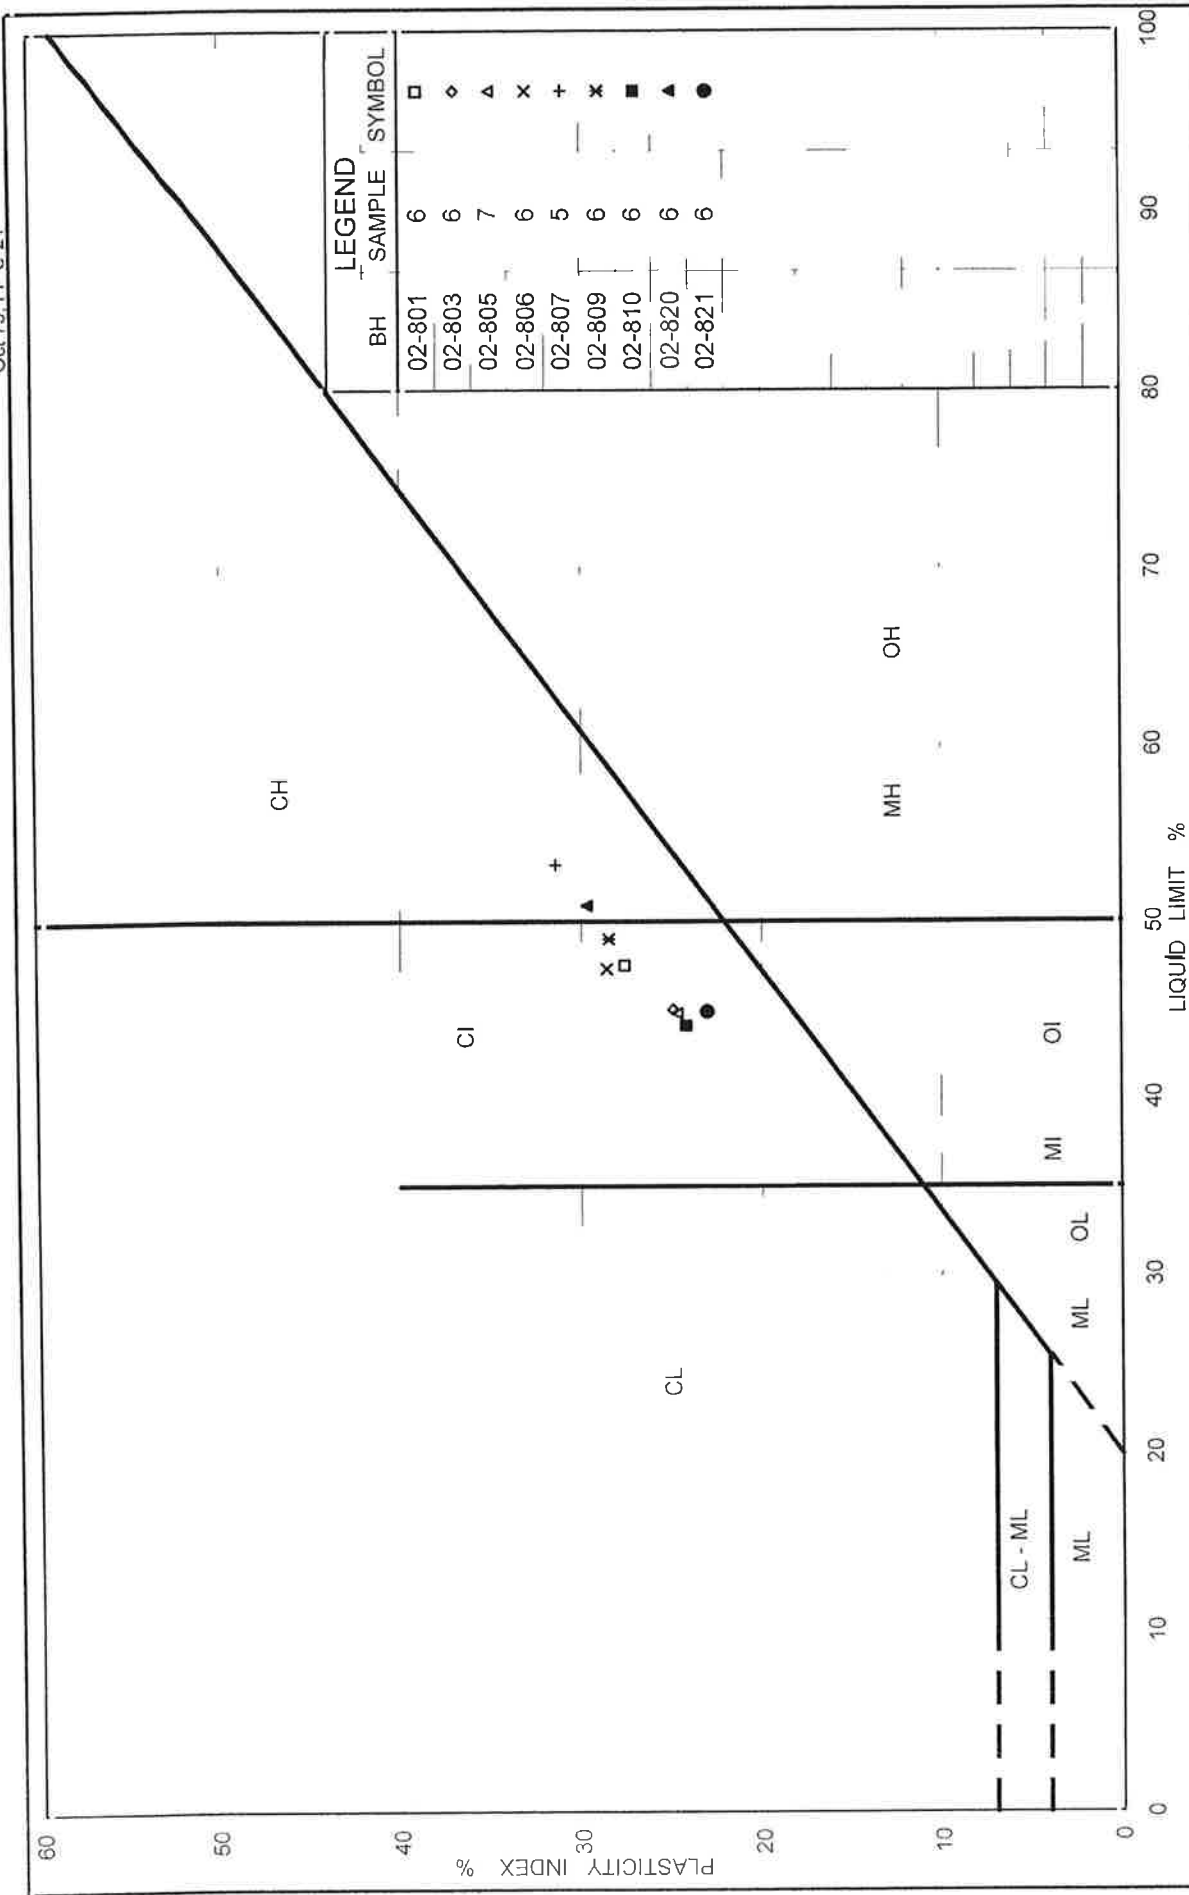 LEGEND
BH SAMPLE SYMBOL
02-801 6 □
02-803 6 ◇
02-805 7 △
02-806 6 ×
02-807 5 +
02-809 6 ж
02-810 6 ■
02-820 6 ▲
02-821 6 ●
PLASTICITY INDEX %
60
50
40
30
20
10
0
CH
CI
CL
CL - ML
ML
ML OL
MI OI
MH OH
0 10 20 30 40 50 60 70 80 90 100
LIQUID LIMIT %